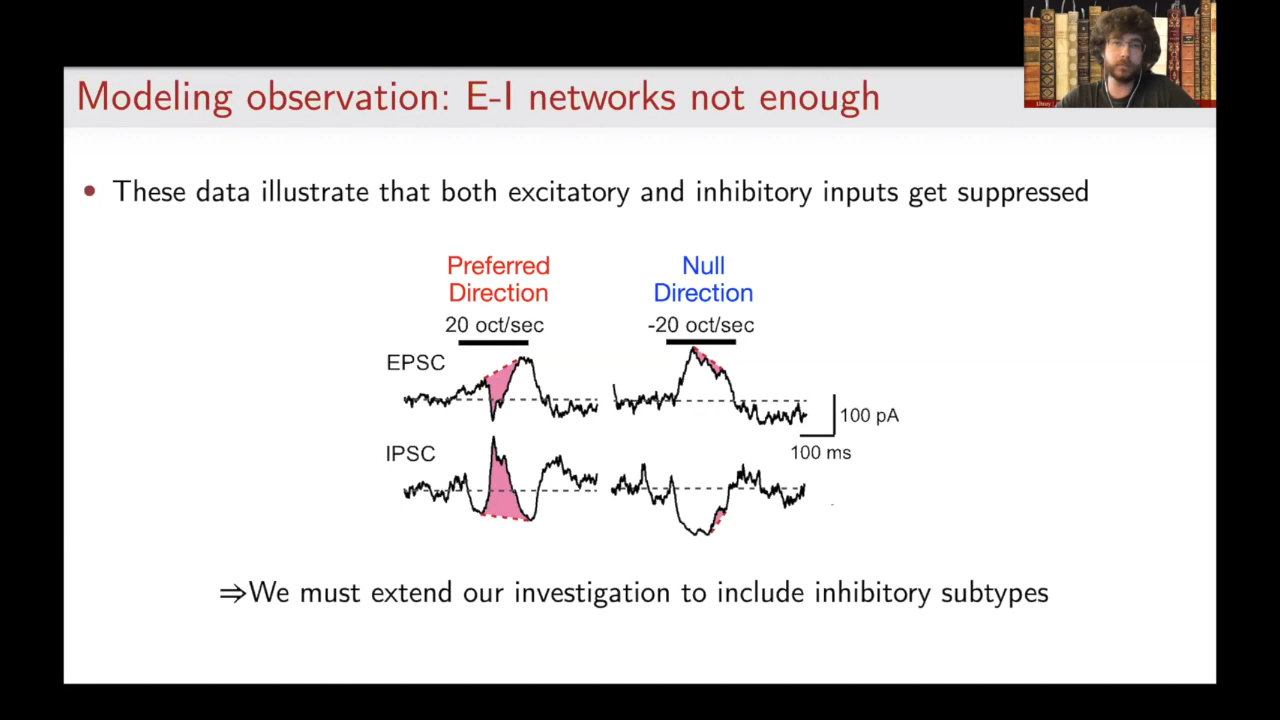 Modeling observation: E-I networks not enough
• These data illustrate that both excitatory and inhibitory inputs get suppressed
Preferred
Direction
Null
Direction
20 oct/sec
-20 oct/sec
EPSC
100 pA
100 ms
IPSC
⇒We must extend our investigation to include inhibitory subtypes